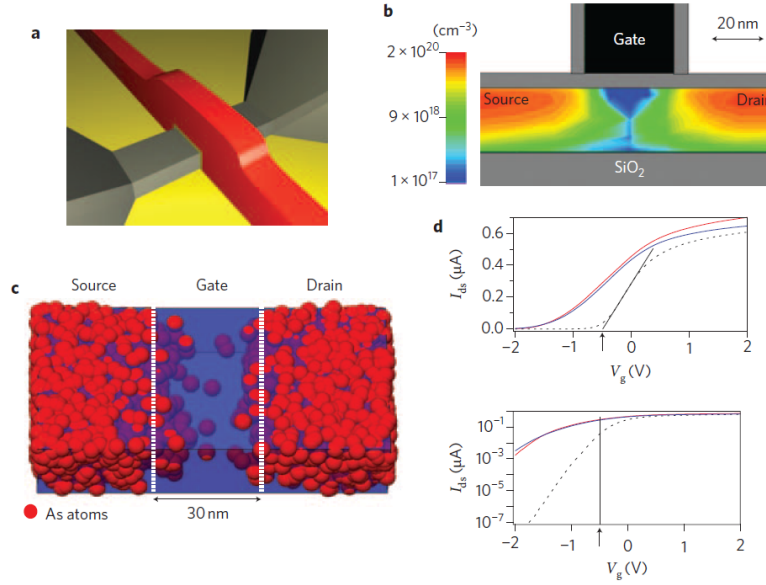 a
b
(cm⁻³)
2 × 10²⁰
9 × 10¹⁸
1 × 10¹⁷
Gate
20 nm
Source
Drain
SiO₂
c
Source
Gate
Drain
As atoms
30 nm
d
I_ds (μA)
0.6
0.4
0.2
0.0
−2
−1
0
1
2
V_g (V)
I_ds (μA)
10⁻¹
10⁻³
10⁻⁵
10⁻⁷
−2
−1
0
1
2
V_g (V)